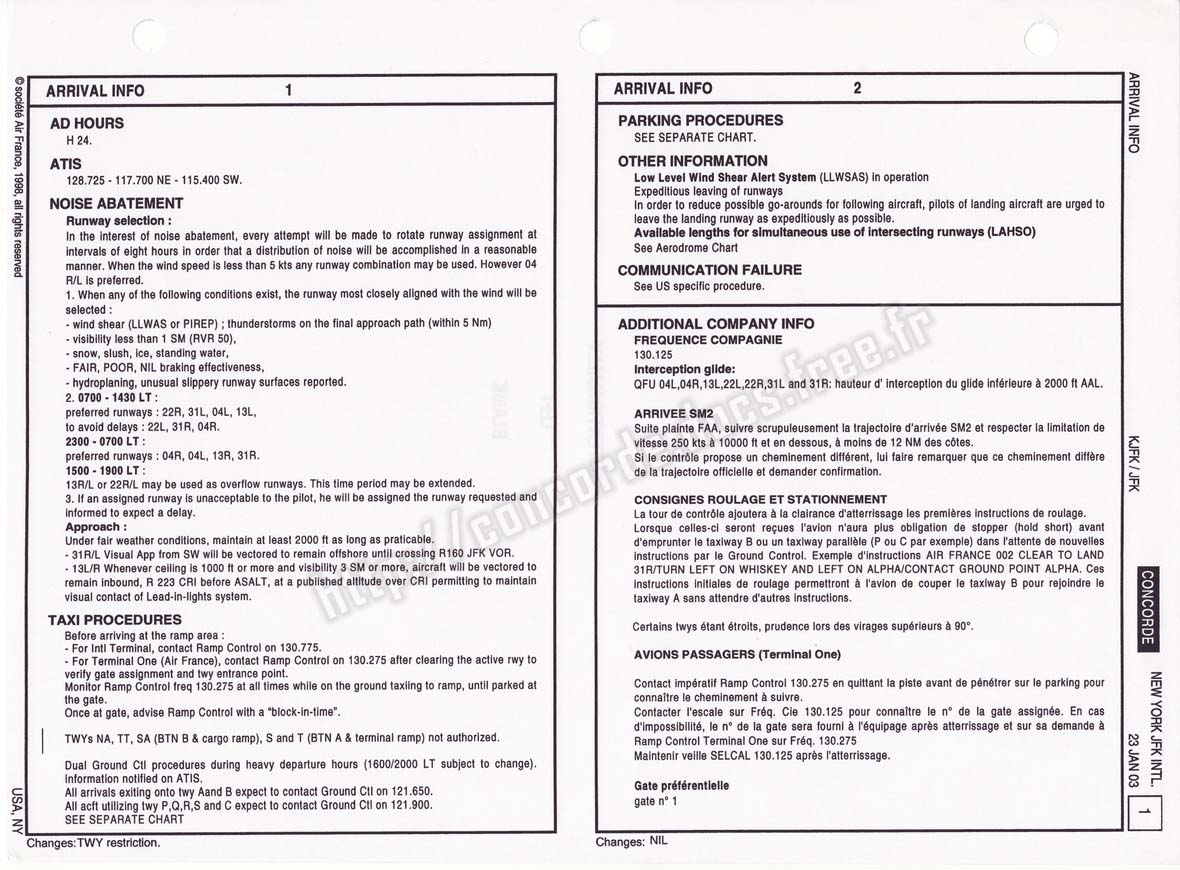 ARRIVAL INFO 1
AD HOURS
H 24.
ATIS
128.725 - 117.700 NE - 115.400 SW.
NOISE ABATEMENT
Runway selection :
In the interest of noise abatement, every attempt will be made to rotate runway assignment at
intervals of eight hours in order that a distribution of noise will be accomplished in a reasonable
manner. When the wind speed is less than 5 kts any runway combination may be used. However 04
R/L is preferred.
1. When any of the following conditions exist, the runway most closely aligned with the wind will be
selected :
- wind shear (LLWAS or PIREP) ; thunderstorms on the final approach path (within 5 Nm)
- visibility less than 1 SM (RVR 50),
- snow, slush, ice, standing water,
- FAIR, POOR, NIL braking effectiveness,
- hydroplaning, unusual slippery runway surfaces reported.
2. 0700 - 1430 LT :
preferred runways : 22R, 31L, 04L, 13L,
to avoid delays : 22L, 31R, 04R.
2300 - 0700 LT :
preferred runways : 04R, 04L, 13R, 31R.
1500 - 1900 LT :
13R/L or 22R/L may be used as overflow runways. This time period may be extended.
3. If an assigned runway is unacceptable to the pilot, he will be assigned the runway requested and
informed to expect a delay.
Approach :
Under fair weather conditions, maintain at least 2000 ft as long as praticable.
- 31R/L Visual App from SW will be vectored to remain offshore until crossing R160 JFK VOR.
- 13L/R Whenever ceiling is 1000 ft or more and visibility 3 SM or more, aircraft will be vectored to
remain inbound, R 223 CRI before ASALT, at a published altitude over CRI permitting to maintain
visual contact of Lead-in-lights system.
TAXI PROCEDURES
Before arriving at the ramp area :
- For Intl Terminal, contact Ramp Control on 130.775.
- For Terminal One (Air France), contact Ramp Control on 130.275 after clearing the active rwy to
verify gate assignment and twy entrance point.
Monitor Ramp Control freq 130.275 at all times while on the ground taxiing to ramp, until parked at
the gate.
Once at gate, advise Ramp Control with a "block-in-time".
TWYs NA, TT, SA (BTN B & cargo ramp), S and T (BTN A & terminal ramp) not authorized.
Dual Ground Ctl procedures during heavy departure hours (1600/2000 LT subject to change).
Information notified on ATIS.
All arrivals exiting onto twy Aand B expect to contact Ground Ctl on 121.650.
All acft utilizing twy P,Q,R,S and C expect to contact Ground Ctl on 121.900.
SEE SEPARATE CHART
Changes:TWY restriction.
© société Air France, 1998, all rights reserved
USA, NY
ARRIVAL INFO 2
PARKING PROCEDURES
SEE SEPARATE CHART.
OTHER INFORMATION
Low Level Wind Shear Alert System (LLWSAS) in operation
Expeditious leaving of runways
In order to reduce possible go-arounds for following aircraft, pilots of landing aircraft are urged to
leave the landing runway as expeditiously as possible.
Available lengths for simultaneous use of intersecting runways (LAHSO)
See Aerodrome Chart
COMMUNICATION FAILURE
See US specific procedure.
ADDITIONAL COMPANY INFO
FREQUENCE COMPAGNIE
130.125
Interception glide:
QFU 04L,04R,13L,22L,22R,31L and 31R: hauteur d' interception du glide inférieure à 2000 ft AAL.
ARRIVEE SM2
Suite plainte FAA, suivre scrupuleusement la trajectoire d'arrivée SM2 et respecter la limitation de
vitesse 250 kts à 10000 ft et en dessous, à moins de 12 NM des côtes.
Si le contrôle propose un cheminement différent, lui faire remarquer que ce cheminement diffère
de la trajectoire officielle et demander confirmation.
CONSIGNES ROULAGE ET STATIONNEMENT
La tour de contrôle ajoutera à la clairance d'atterrissage les premières instructions de roulage.
Lorsque celles-ci seront reçues l'avion n'aura plus obligation de stopper (hold short) avant
d'emprunter le taxiway B ou un taxiway parallèle (P ou C par exemple) dans l'attente de nouvelles
instructions par le Ground Control. Exemple d'instructions AIR FRANCE 002 CLEAR TO LAND
31R/TURN LEFT ON WHISKEY AND LEFT ON ALPHA/CONTACT GROUND POINT ALPHA. Ces
instructions initiales de roulage permettront à l'avion de couper le taxiway B pour rejoindre le
taxiway A sans attendre d'autres instructions.
Certains twys étant étroits, prudence lors des virages supérieurs à 90°.
AVIONS PASSAGERS (Terminal One)
Contact impératif Ramp Control 130.275 en quittant la piste avant de pénétrer sur le parking pour
connaître le cheminement à suivre.
Contacter l'escale sur Fréq. Cie 130.125 pour connaître le n° de la gate assignée. En cas
d'impossibilité, le n° de la gate sera fourni à l'équipage après atterrissage et sur sa demande à
Ramp Control Terminal One sur Fréq. 130.275
Maintenir veille SELCAL 130.125 après l'atterrissage.
Gate préférentielle
gate n° 1
Changes: NIL
ARRIVAL INFO
KJFK / JFK
CONCORDE
NEW YORK JFK INTL.
23 JAN 03
1
http://concordescopdocs.free.fr